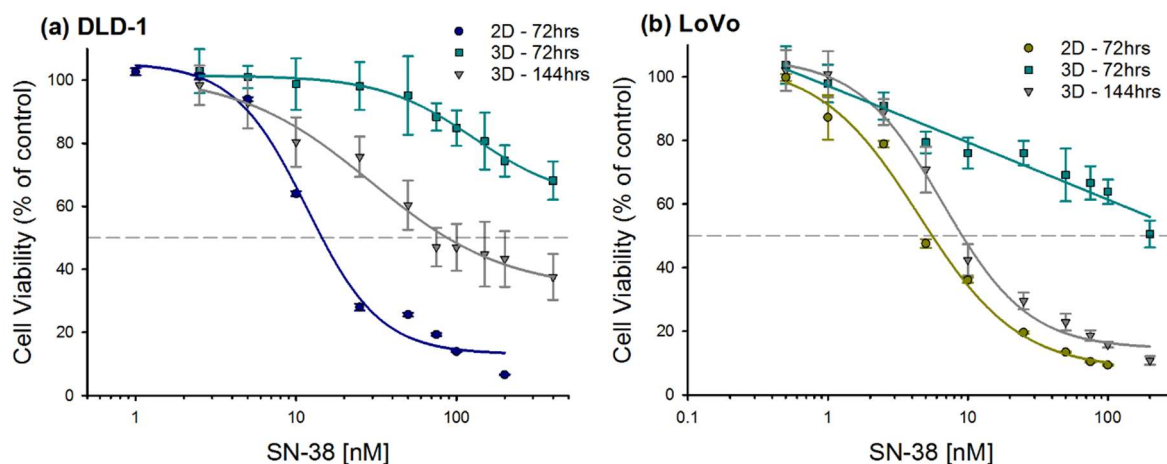 (a) DLD-1
2D - 72hrs
3D - 72hrs
3D - 144hrs
Cell Viability (% of control)
120
100
80
60
40
20
0
1
10
100
SN-38 [nM]
(b) LoVo
2D - 72hrs
3D - 72hrs
3D - 144hrs
Cell Viability (% of control)
120
100
80
60
40
20
0
0.1
1
10
100
SN-38 [nM]